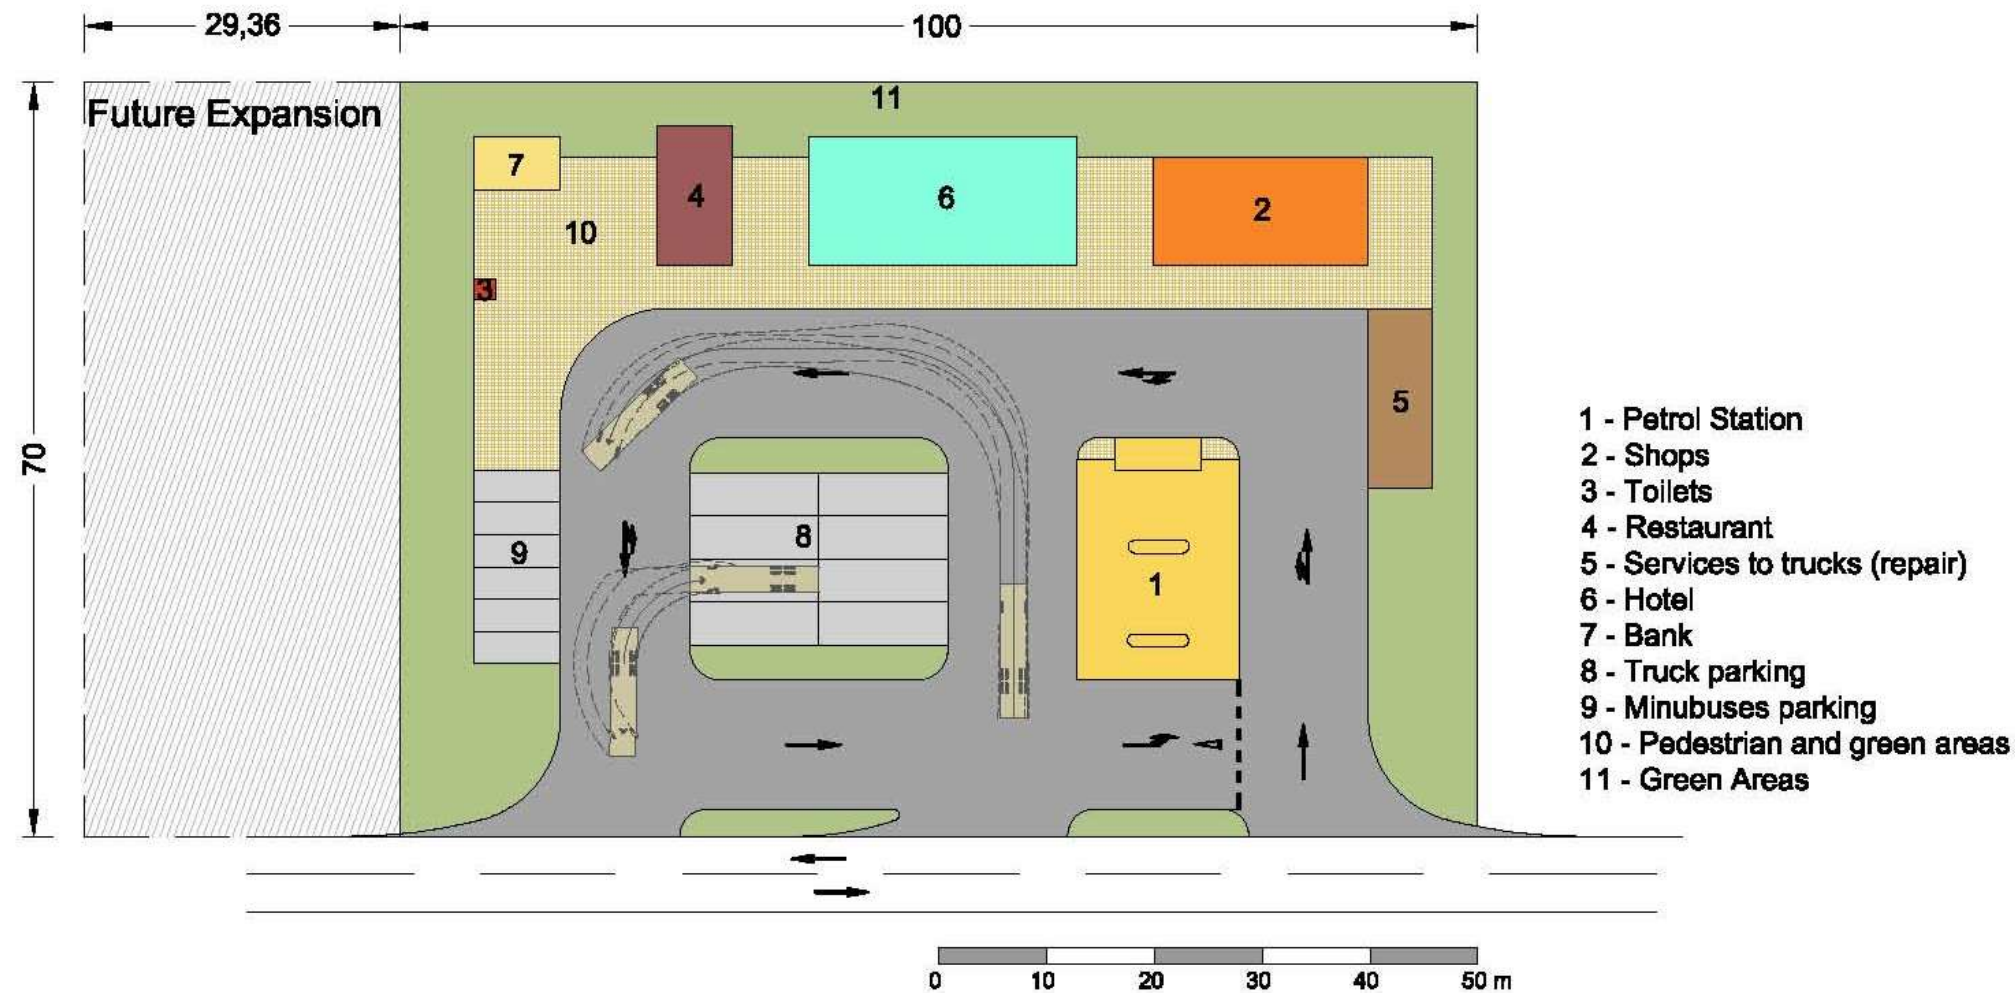 29,36
100
Future Expansion
11
7
4
6
2
10
3
70
5
8
9
1
1 - Petrol Station
2 - Shops
3 - Toilets
4 - Restaurant
5 - Services to trucks (repair)
6 - Hotel
7 - Bank
8 - Truck parking
9 - Minubuses parking
10 - Pedestrian and green areas
11 - Green Areas
0 10 20 30 40 50 m